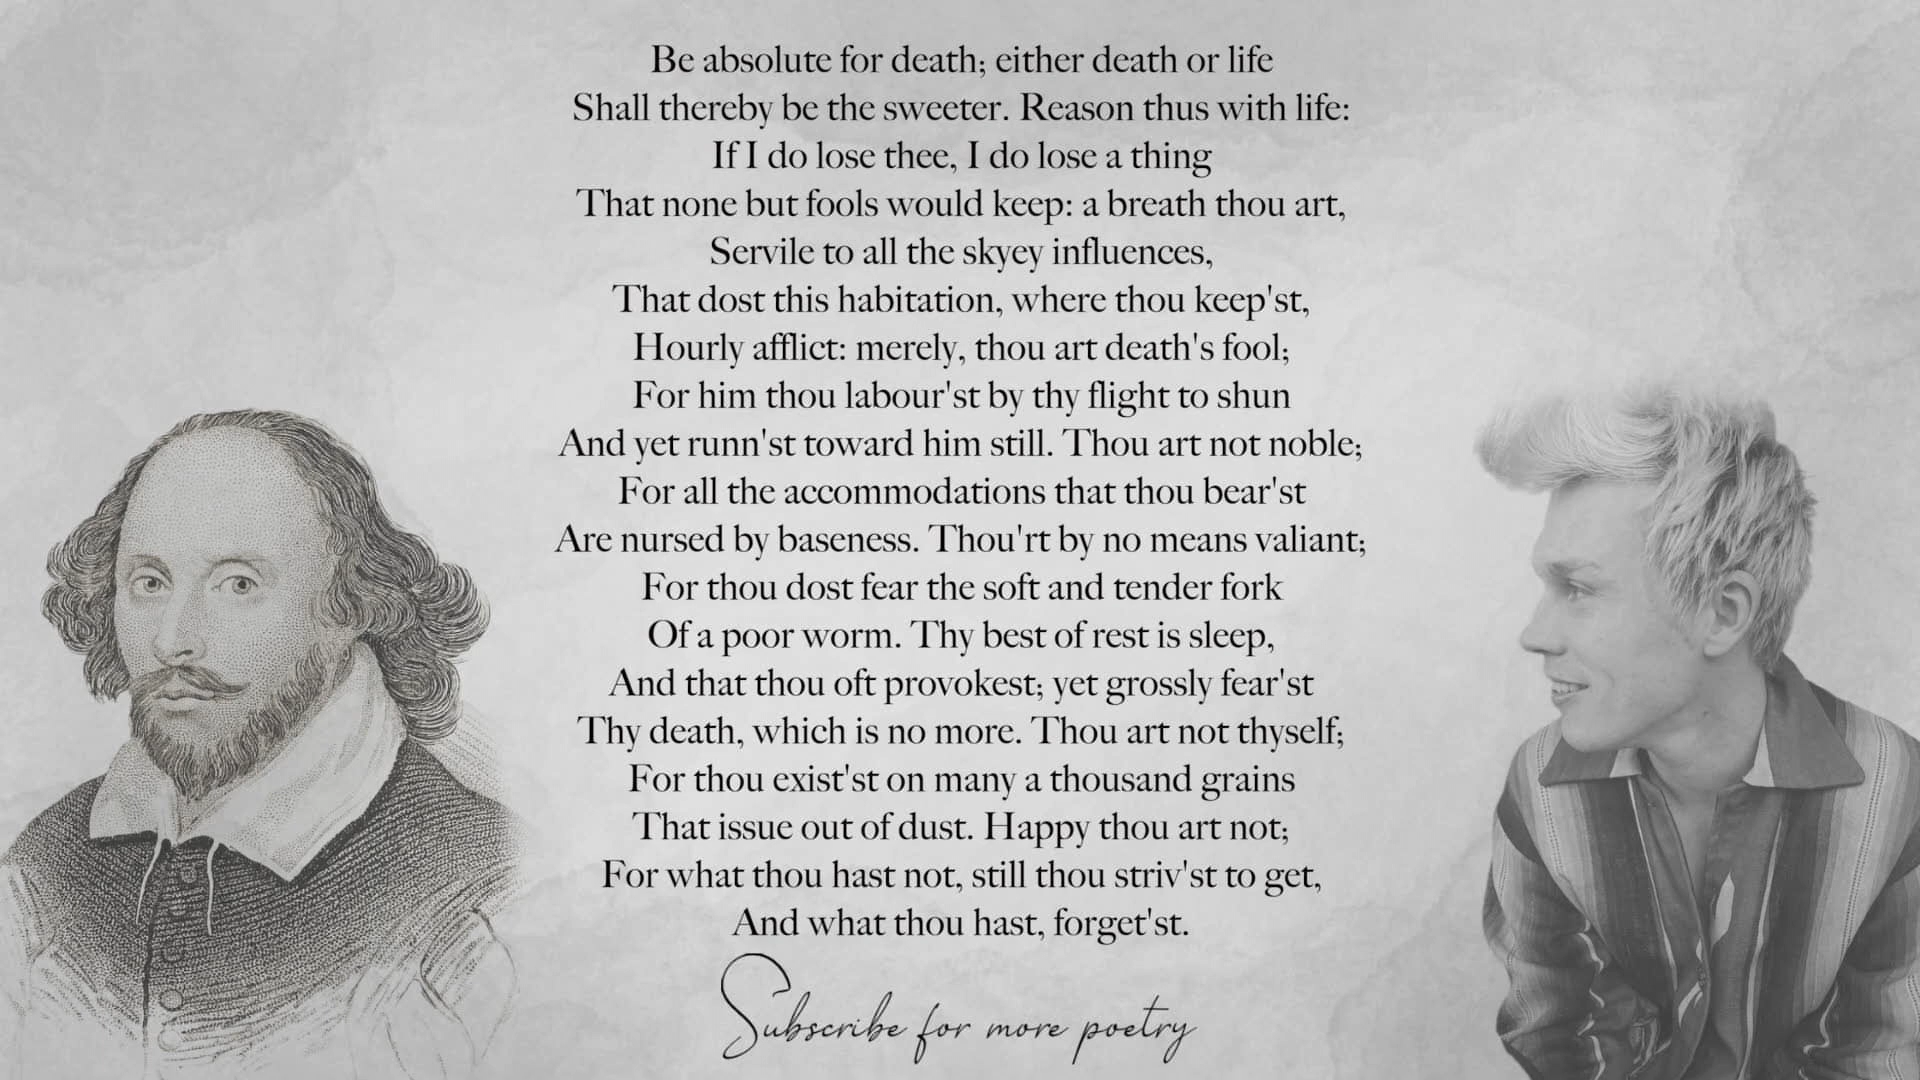 Be absolute for death; either death or life
Shall thereby be the sweeter. Reason thus with life:
If I do lose thee, I do lose a thing
That none but fools would keep: a breath thou art,
Servile to all the skyey influences,
That dost this habitation, where thou keep'st,
Hourly afflict: merely, thou art death's fool;
For him thou labour'st by thy flight to shun
And yet runn'st toward him still. Thou art not noble;
For all the accommodations that thou bear'st
Are nursed by baseness. Thou'rt by no means valiant;
For thou dost fear the soft and tender fork
Of a poor worm. Thy best of rest is sleep,
And that thou oft provokest; yet grossly fear'st
Thy death, which is no more. Thou art not thyself;
For thou exist'st on many a thousand grains
That issue out of dust. Happy thou art not;
For what thou hast not, still thou striv'st to get,
And what thou hast, forget'st.
Subscribe for more poetry